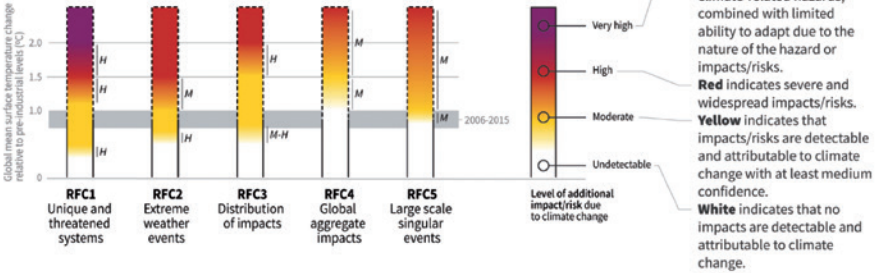 Global mean surface temperature change
relative to pre-industrial levels (°C)
2.0
1.5
1.0
0
H
H
H
M
H
H
M-H
M
M
M
M
2006-2015
RFC1
Unique and
threatened
systems
RFC2
Extreme
weather
events
RFC3
Distribution
of impacts
RFC4
Global
aggregate
impacts
RFC5
Large scale
singular
events
Very high
High
Moderate
Undetectable
Level of additional
impact/risk due
to climate change
climate-related hazards,
combined with limited
ability to adapt due to the
nature of the hazard or
impacts/risks.
Red indicates severe and
widespread impacts/risks.
Yellow indicates that
impacts/risks are detectable
and attributable to climate
change with at least medium
confidence.
White indicates that no
impacts are detectable and
attributable to climate
change.